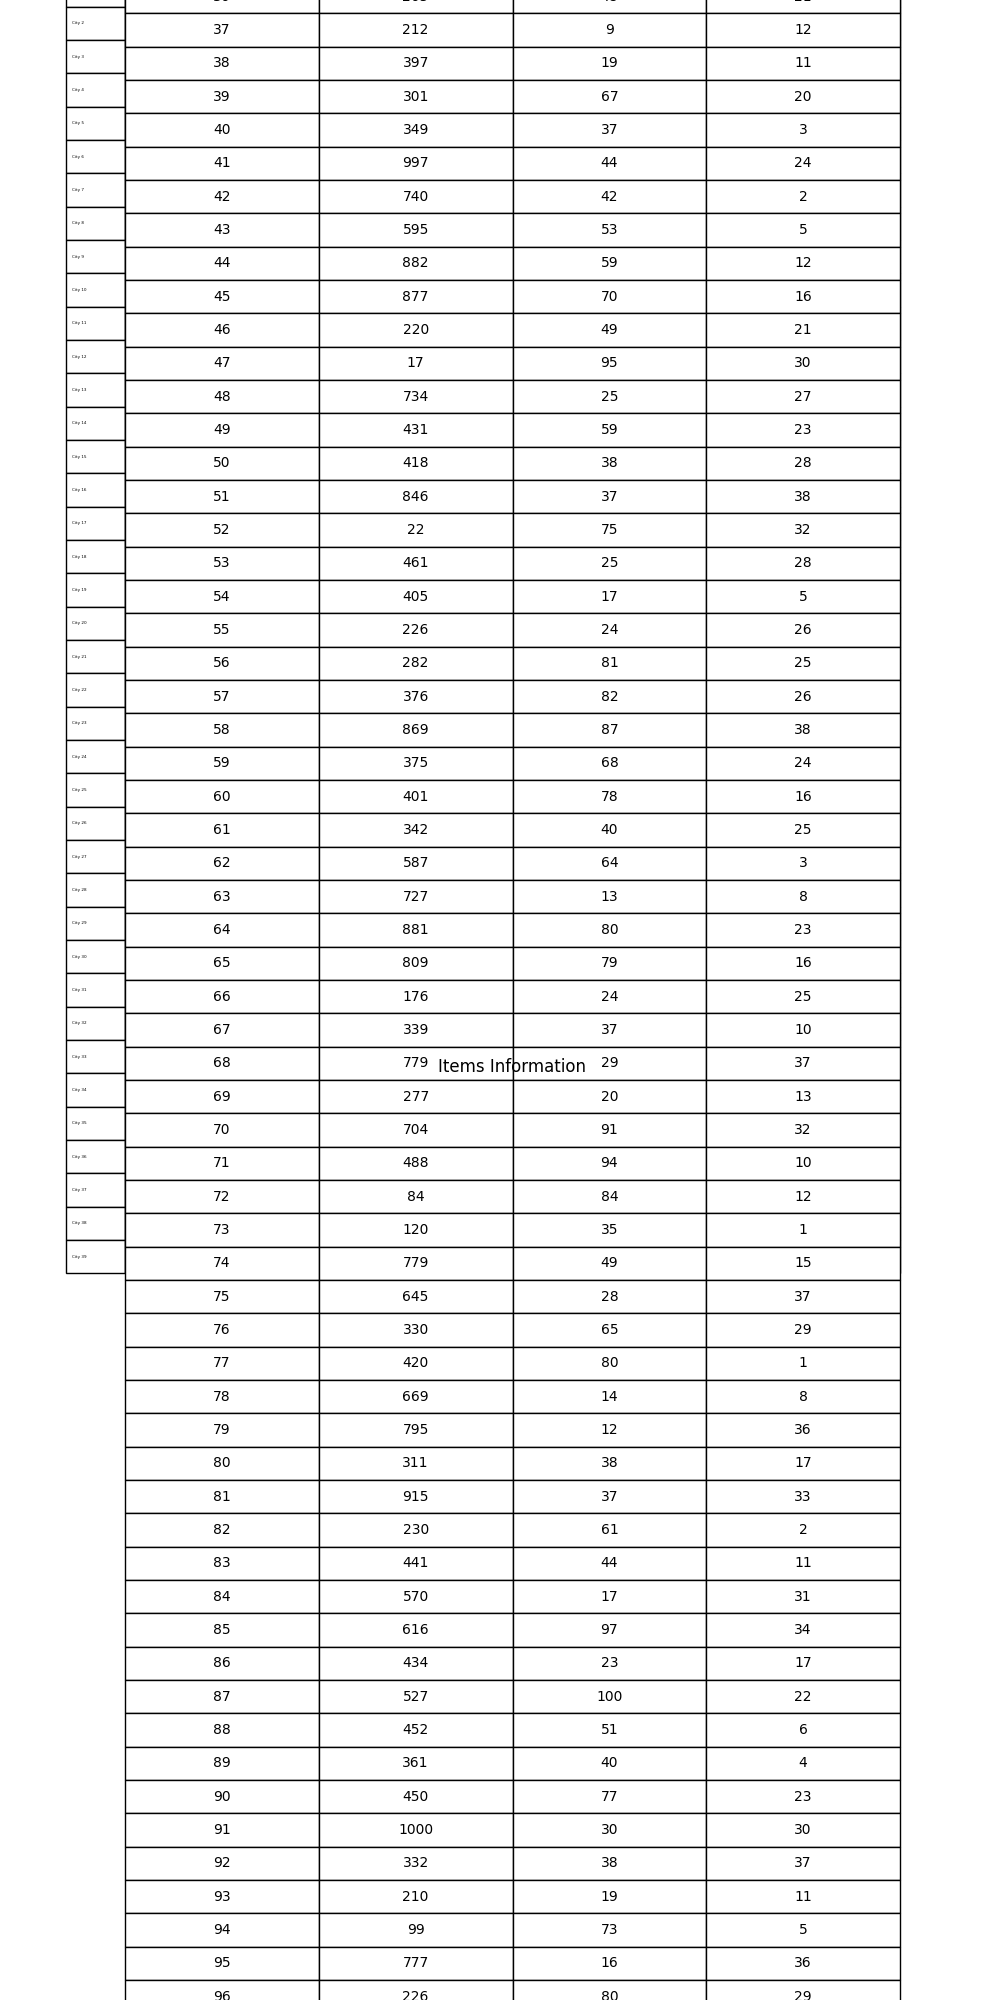 City 2 37 212 9 12
City 3 38 397 19 11
City 4 39 301 67 20
City 5 40 349 37 3
City 6 41 997 44 24
City 7 42 740 42 2
City 8 43 595 53 5
City 9 44 882 59 12
City 10 45 877 70 16
City 11 46 220 49 21
City 12 47 17 95 30
City 13 48 734 25 27
City 14 49 431 59 23
City 15 50 418 38 28
City 16 51 846 37 38
City 17 52 22 75 32
City 18 53 461 25 28
City 19 54 405 17 5
City 20 55 226 24 26
City 21 56 282 81 25
City 22 57 376 82 26
City 23 58 869 87 38
City 24 59 375 68 24
City 25 60 401 78 16
City 26 61 342 40 25
City 27 62 587 64 3
City 28 63 727 13 8
City 29 64 881 80 23
City 30 65 809 79 16
City 31 66 176 24 25
City 32 67 339 37 10
City 33 68 779 Items Information 29 37
City 34 69 277 20 13
City 35 70 704 91 32
City 36 71 488 94 10
City 37 72 84 84 12
City 38 73 120 35 1
City 39 74 779 49 15
75 645 28 37
76 330 65 29
77 420 80 1
78 669 14 8
79 795 12 36
80 311 38 17
81 915 37 33
82 230 61 2
83 441 44 11
84 570 17 31
85 616 97 34
86 434 23 17
87 527 100 22
88 452 51 6
89 361 40 4
90 450 77 23
91 1000 30 30
92 332 38 37
93 210 19 11
94 99 73 5
95 777 16 36
96 226 80 29